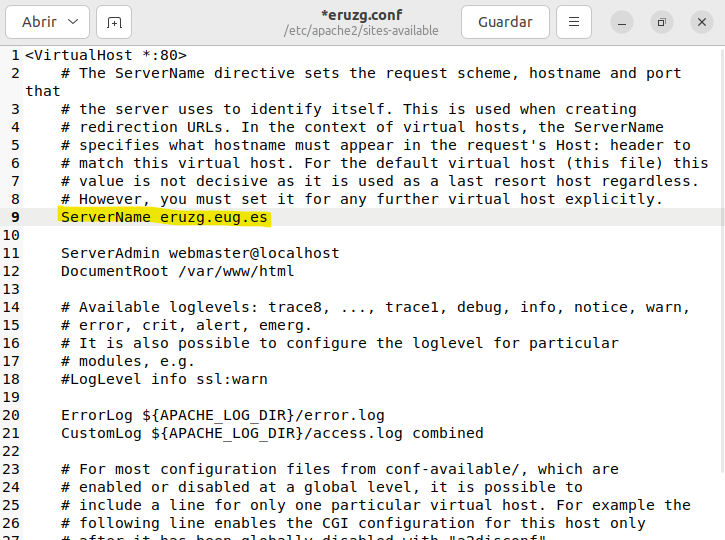 Abrir
*eruzg.conf
/etc/apache2/sites-available
Guardar
1 <VirtualHost *:80>
2 # The ServerName directive sets the request scheme, hostname and port
that
3 # the server uses to identify itself. This is used when creating
4 # redirection URLs. In the context of virtual hosts, the ServerName
5 # specifies what hostname must appear in the request's Host: header to
6 # match this virtual host. For the default virtual host (this file) this
7 # value is not decisive as it is used as a last resort host regardless.
8 # However, you must set it for any further virtual host explicitly.
9 ServerName eruzg.eug.es
10
11 ServerAdmin webmaster@localhost
12 DocumentRoot /var/www/html
13
14 # Available loglevels: trace8, ..., trace1, debug, info, notice, warn,
15 # error, crit, alert, emerg.
16 # It is also possible to configure the loglevel for particular
17 # modules, e.g.
18 #LogLevel info ssl:warn
19
20 ErrorLog ${APACHE_LOG_DIR}/error.log
21 CustomLog ${APACHE_LOG_DIR}/access.log combined
22
23 # For most configuration files from conf-available/, which are
24 # enabled or disabled at a global level, it is possible to
25 # include a line for only one particular virtual host. For example the
26 # following line enables the CGI configuration for this host only
27 # after it has been globally disabled with "a2disconf".